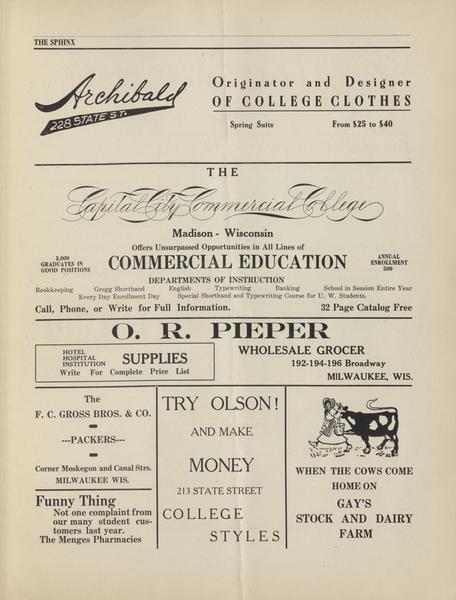 THE SPHINX
Archibald
228 STATE S.T.
Originator and Designer
OF COLLEGE CLOTHES
Spring Suits From $25 to $40
THE
Capital City Commercial College
Madison - Wisconsin
Offers Unsurpassed Opportunities in All Lines of
3,000
GRADUATES IN
GOOD POSITIONS
COMMERCIAL EDUCATION
ANNUAL
ENROLLMENT
500
DEPARTMENTS OF INSTRUCTION
Bookkeeping Gregg Shorthand English Typewriting Banking School in Session Entire Year
Every Day Enrollment Day Special Shorthand and Typewriting Course for U. W. Students.
Call, Phone, or Write for Full Information. 32 Page Catalog Free
O. R. PIEPER
HOTEL
HOSPITAL
INSTITUTION
SUPPLIES
Write For Complete Price List
WHOLESALE GROCER
192-194-196 Broadway
MILWAUKEE, WIS.
The
F. C. GROSS BROS. & CO.
---PACKERS---
Corner Moskegon and Canal Strs.
MILWAUKEE WIS.
Funny Thing
Not one complaint from
our many student cus-
tomers last year.
The Menges Pharmacies
TRY OLSON!
AND MAKE
MONEY
213 STATE STREET
COLLEGE
STYLES
WHEN THE COWS COME
HOME ON
GAY'S
STOCK AND DAIRY
FARM